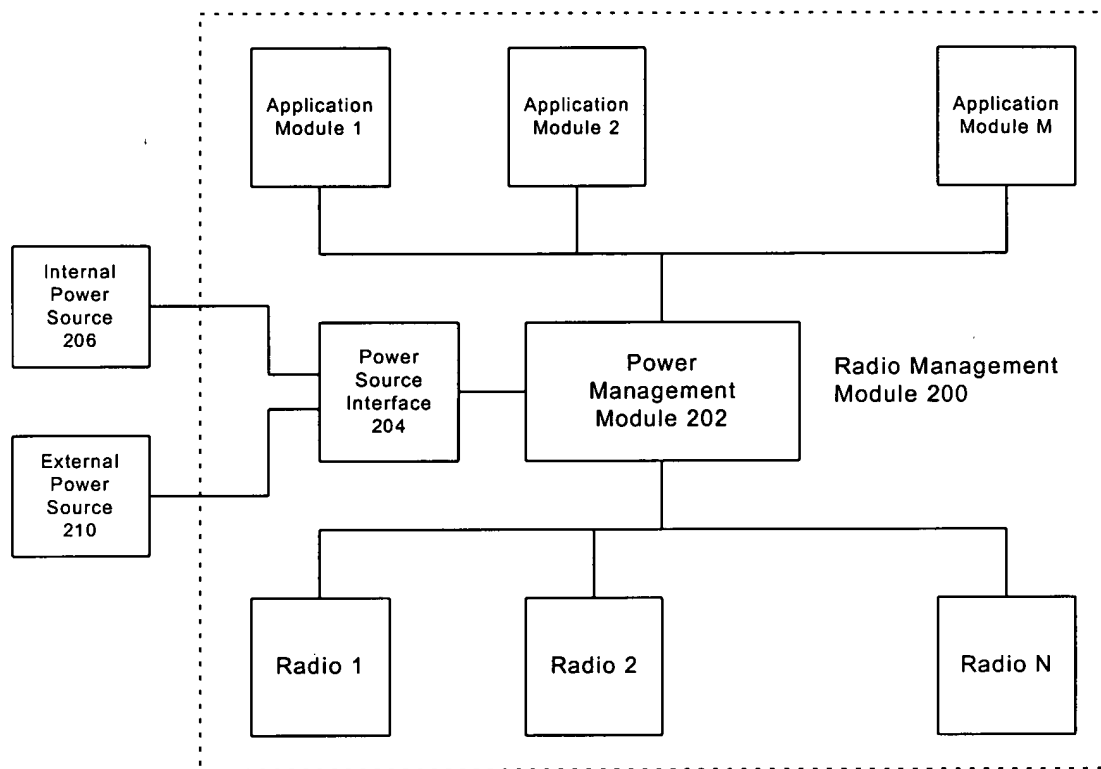 Application
Module 1
Application
Module 2
Application
Module M
Internal
Power
Source
206
Power
Source
Interface
204
Power
Management
Module 202
Radio Management
Module 200
External
Power
Source
210
Radio 1
Radio 2
Radio N